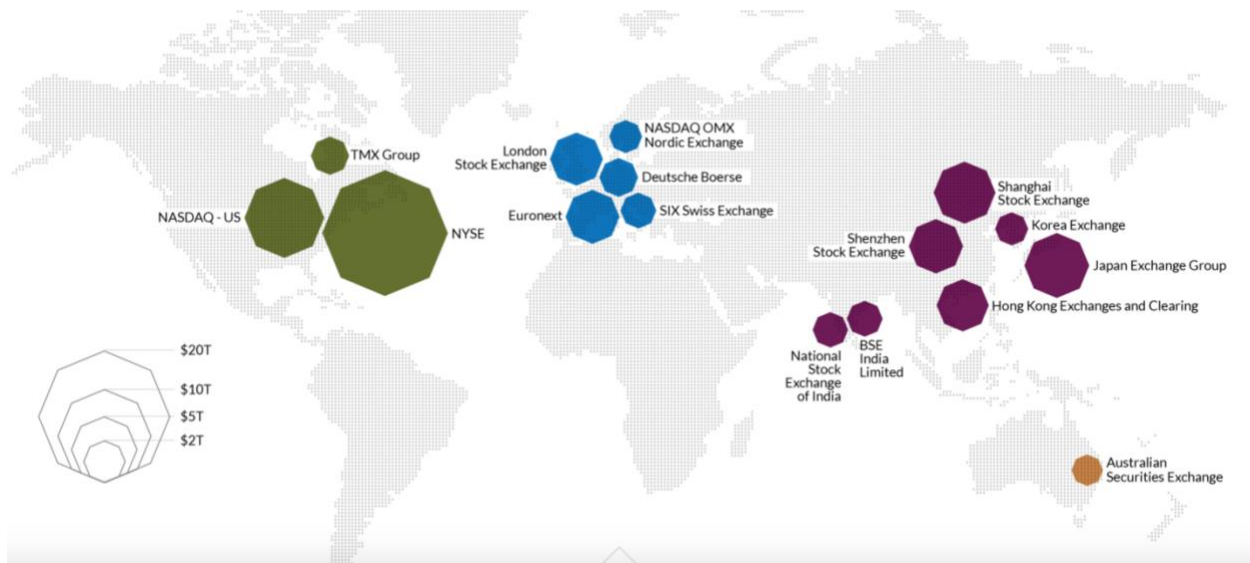 NASDAQ OMX
Nordic Exchange
London
Stock Exchange
TMX Group
Deutsche Boerse
Shanghai
Stock Exchange
NASDAQ - US
Euronext
SIX Swiss Exchange
Korea Exchange
NYSE
Shenzhen
Stock Exchange
Japan Exchange Group
Hong Kong Exchanges and Clearing
National
Stock
Exchange
of India
BSE
India
Limited
$20T
$10T
$5T
$2T
Australian
Securities Exchange